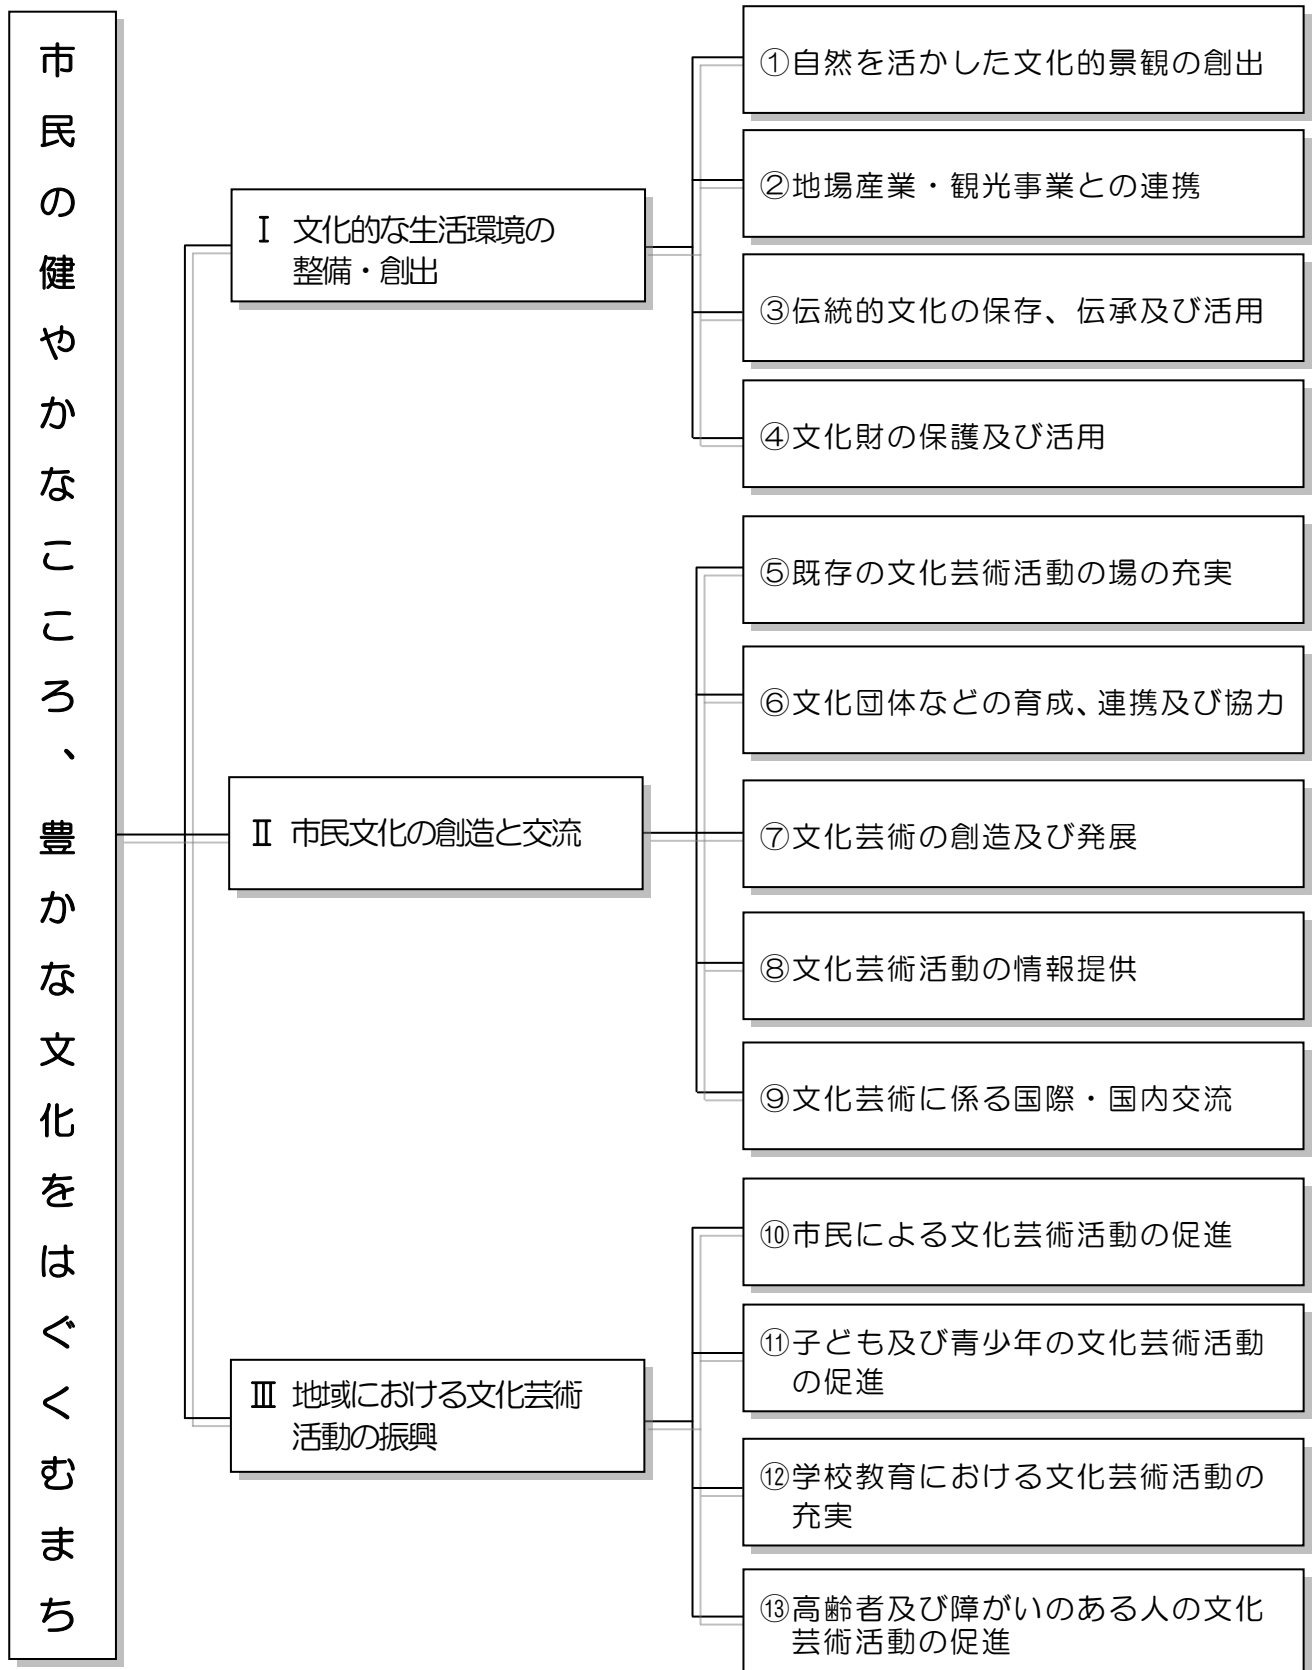 市民の健やかなこころ、豊かな文化をはぐくむまち
Ⅰ 文化的な生活環境の
整備・創出
①自然を活かした文化的景観の創出
②地場産業・観光事業との連携
③伝統的文化の保存、伝承及び活用
④文化財の保護及び活用
Ⅱ 市民文化の創造と交流
⑤既存の文化芸術活動の場の充実
⑥文化団体などの育成、連携及び協力
⑦文化芸術の創造及び発展
⑧文化芸術活動の情報提供
⑨文化芸術に係る国際・国内交流
Ⅲ 地域における文化芸術
活動の振興
⑩市民による文化芸術活動の促進
⑪子ども及び青少年の文化芸術活動
の促進
⑫学校教育における文化芸術活動の
充実
⑬高齢者及び障がいのある人の文化
芸術活動の促進